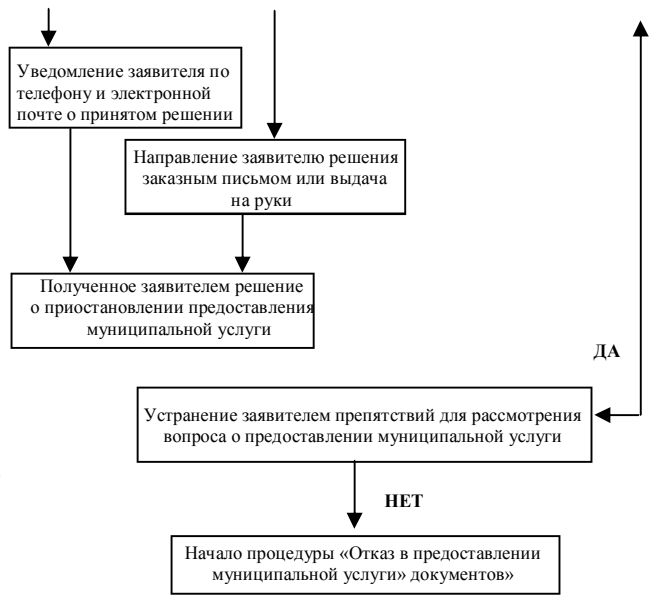 Уведомление заявителя по
телефону и электронной
почте о принятом решении
Направление заявителю решения
заказным письмом или выдача
на руки
Полученное заявителем решение
о приостановлении предоставления
муниципальной услуги
ДА
Устранение заявителем препятствий для рассмотрения
вопроса о предоставлении муниципальной услуги
НЕТ
Начало процедуры «Отказ в предоставлении
муниципальной услуги» документов»